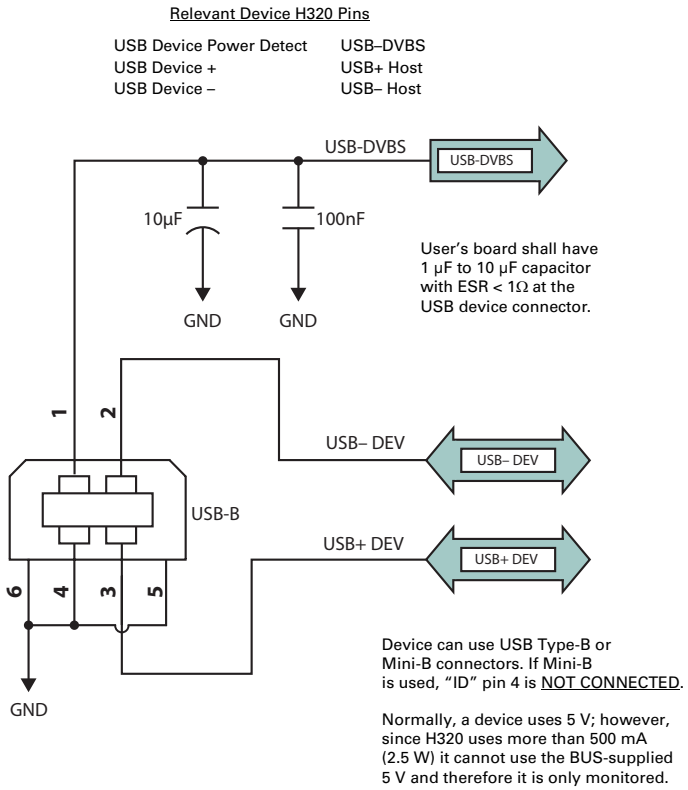 Relevant Device H320 Pins
USB Device Power Detect USB–DVBS
USB Device + USB+ Host
USB Device – USB– Host
USB-DVBS
USB-DVBS
10µF
100nF
User's board shall have
1 µF to 10 µF capacitor
with ESR < 1Ω at the
USB device connector.
GND
GND
1
2
USB– DEV
USB– DEV
USB-B
USB+ DEV
USB+ DEV
6
4
3
5
Device can use USB Type-B or
Mini-B connectors. If Mini-B
is used, “ID” pin 4 is NOT CONNECTED.
GND
Normally, a device uses 5 V; however,
since H320 uses more than 500 mA
(2.5 W) it cannot use the BUS-supplied
5 V and therefore it is only monitored.